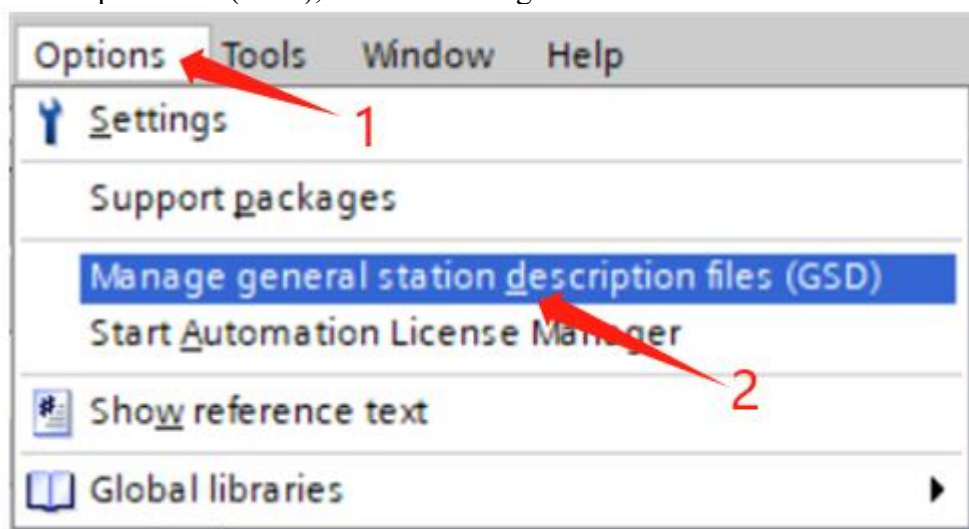 Options Tools Window Help
Settings
1
Support packages
Manage general station description files (GSD)
Start Automation License Manager
2
Show reference text
Global libraries